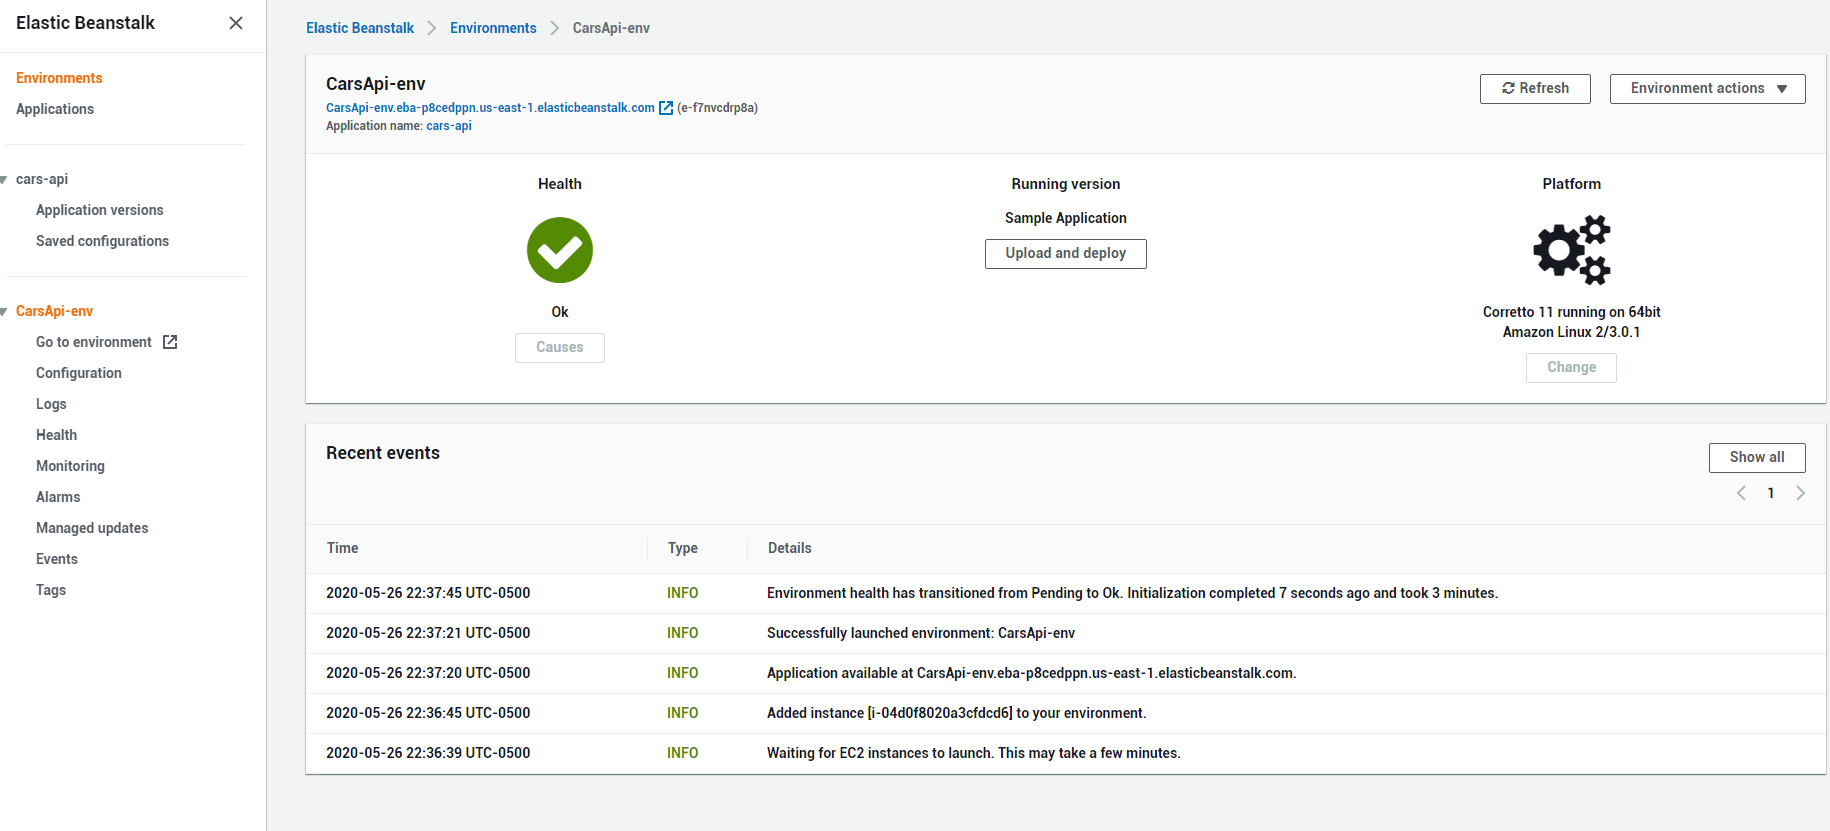 Elastic Beanstalk
Environments
Applications
cars-api
Application versions
Saved configurations
CarsApi-env
Go to environment
Configuration
Logs
Health
Monitoring
Alarms
Managed updates
Events
Tags
Elastic Beanstalk > Environments > CarsApi-env
CarsApi-env
CarsApi-env.eba-p8cedppn.us-east-1.elasticbeanstalk.com (e-f7nvcdrp8a)
Application name: cars-api
Refresh
Environment actions
Health
Ok
Causes
Running version
Sample Application
Upload and deploy
Platform
Corretto 11 running on 64bit
Amazon Linux 2/3.0.1
Change
Recent events
Show all
1
Time Type Details
2020-05-26 22:37:45 UTC-0500 INFO Environment health has transitioned from Pending to Ok. Initialization completed 7 seconds ago and took 3 minutes.
2020-05-26 22:37:21 UTC-0500 INFO Successfully launched environment: CarsApi-env
2020-05-26 22:37:20 UTC-0500 INFO Application available at CarsApi-env.eba-p8cedppn.us-east-1.elasticbeanstalk.com.
2020-05-26 22:36:45 UTC-0500 INFO Added instance [i-04d0f8020a3cfdcd6] to your environment.
2020-05-26 22:36:39 UTC-0500 INFO Waiting for EC2 instances to launch. This may take a few minutes.